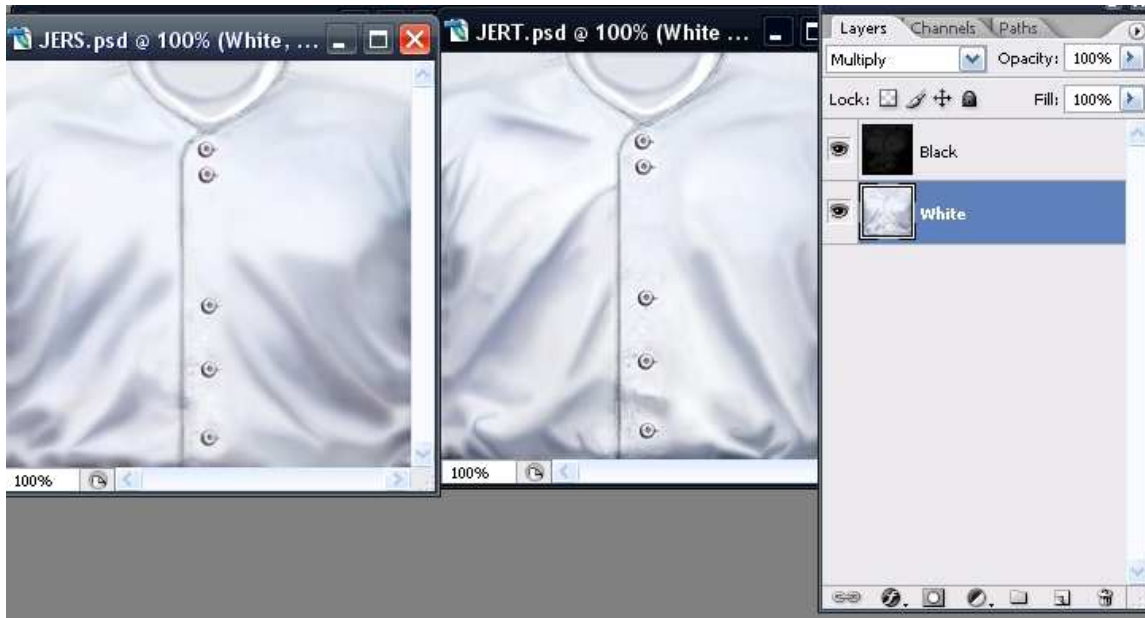 JERS.psd @ 100% (White, ...
JERT.psd @ 100% (White ...
100%
100%
Layers Channels Paths
Multiply Opacity: 100%
Lock: Fill: 100%
Black
White